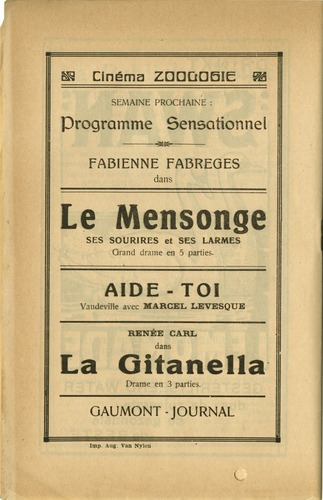 Cinéma ZOOLOGIE
SEMAINE PROCHAINE :
Programme Sensationnel
FABIENNE FABREGES
dans
Le Mensonge
SES SOURIRES et SES LARMES
Grand drame en 5 parties.
AIDE - TOI
Vaudeville avec MARCEL LEVESQUE
RENÉE CARL
dans
La Gitanella
Drame en 3 parties.
GAUMONT - JOURNAL
Imp. Aug. Van Nylen